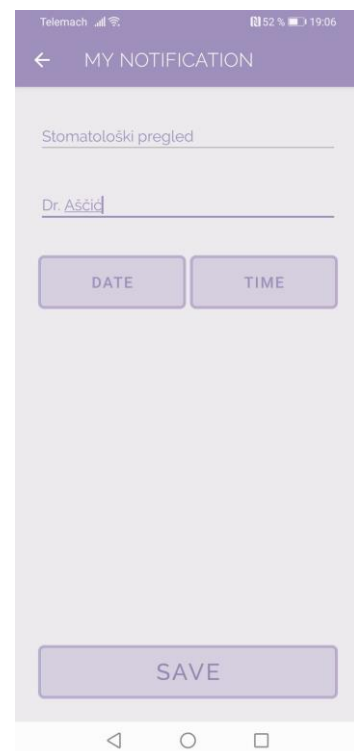 Telemach 52 % 19:06
MY NOTIFICATION
Stomatološki pregled
Dr. Aščić
DATE TIME
SAVE